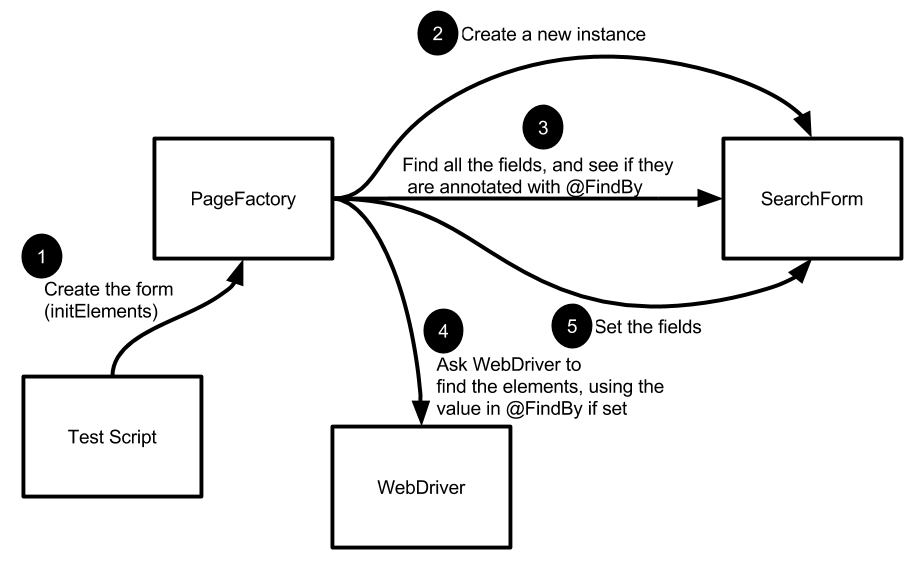 2
Create a new instance
3
Find all the fields, and see if they
are annotated with @FindBy
PageFactory
SearchForm
1
Create the form
(initElements)
4
Ask WebDriver to
find the elements, using the
value in @FindBy if set
5
Set the fields
Test Script
WebDriver